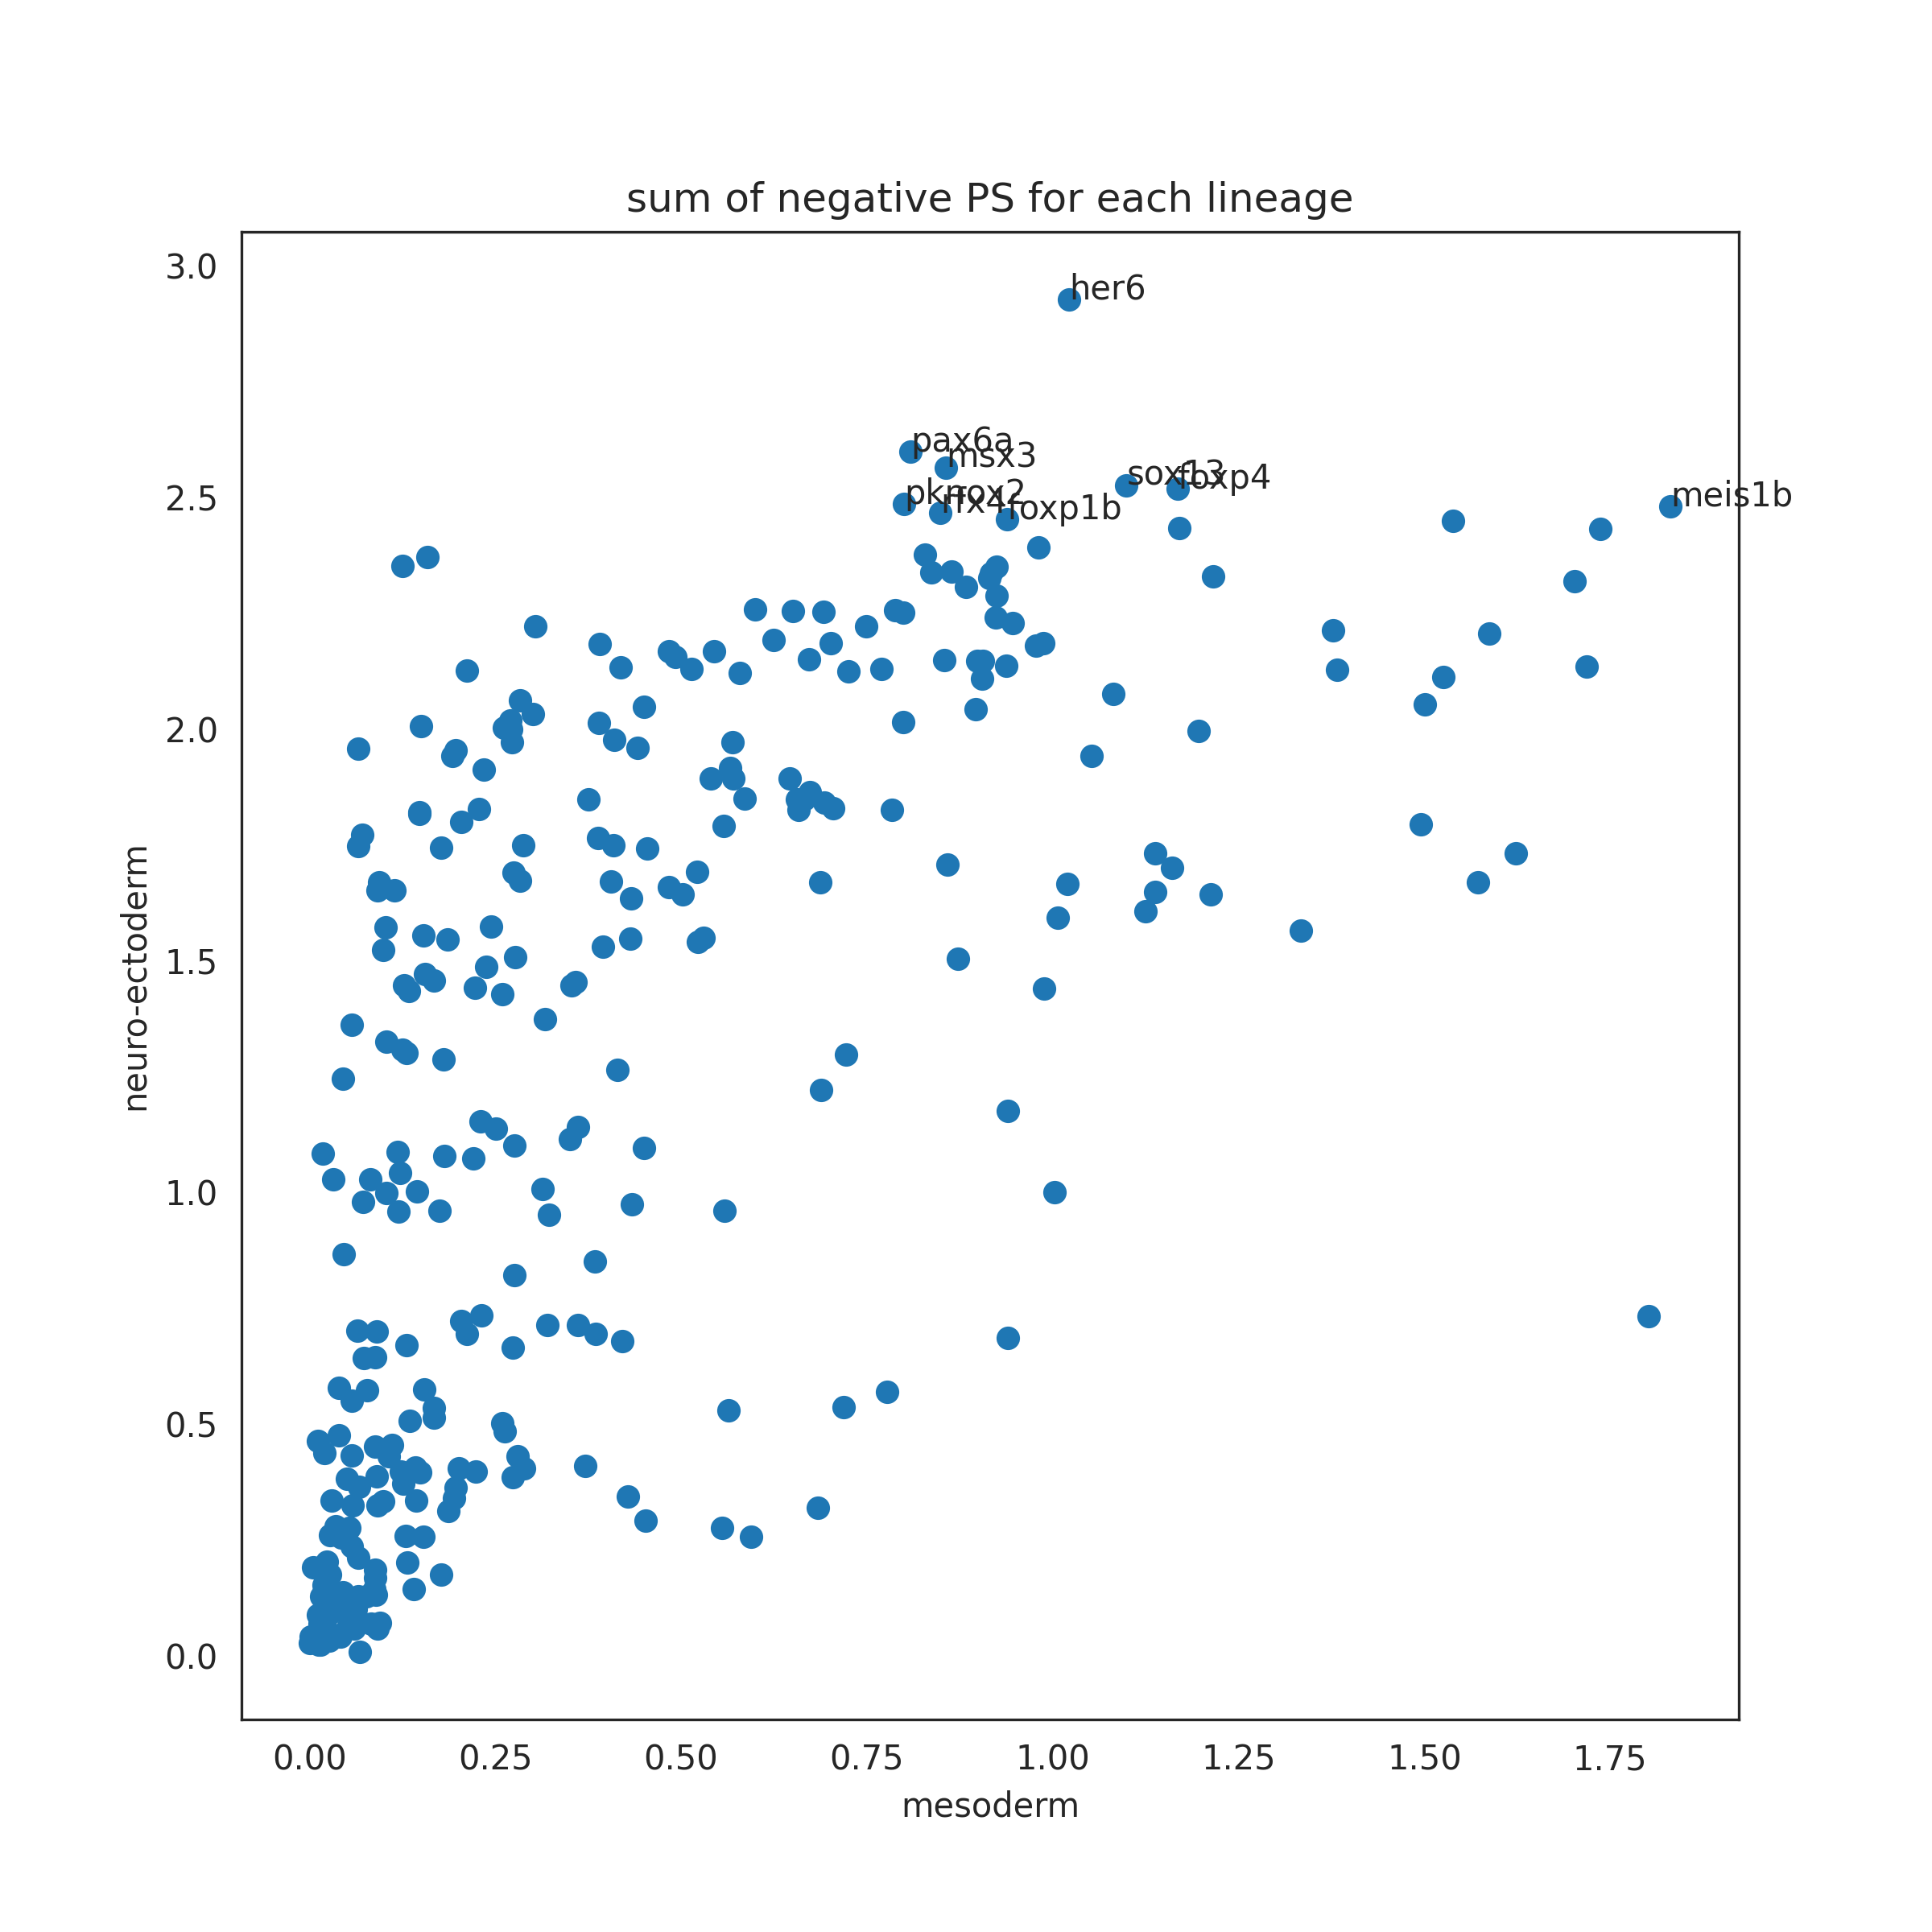 sum of negative PS for each lineage
3.0
her6
pax6a
msx3
sox13
foxp4
2.5
pknox2
rfx4
foxp1b
meis1b
2.0
1.5
neuro-ectoderm
1.0
0.5
0.0
0.00 0.25 0.50 0.75 1.00 1.25 1.50 1.75
mesoderm